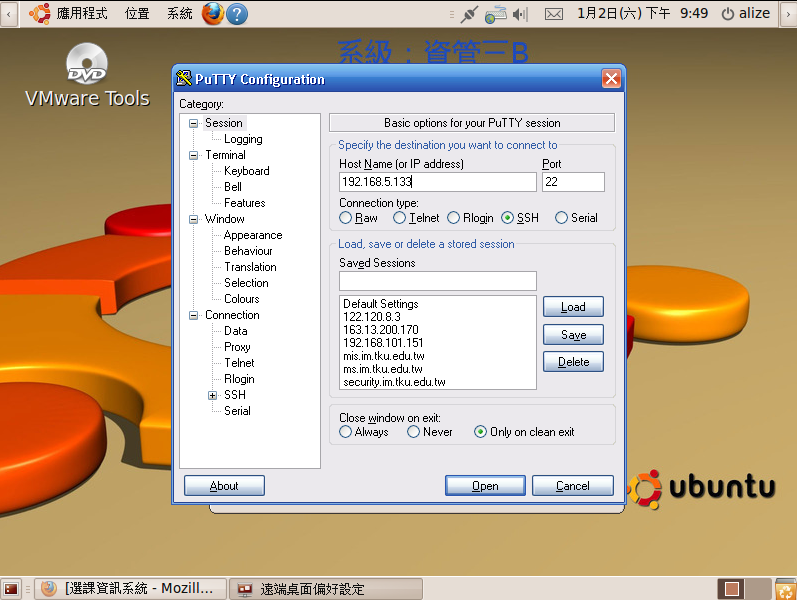 應用程式 位置 系統 1月2日(六) 下午 9:49 alize
系級：資管三B
VMware Tools
PuTTY Configuration
Category:
Session
Logging
Terminal
Keyboard
Bell
Features
Window
Appearance
Behaviour
Translation
Selection
Colours
Connection
Data
Proxy
Telnet
Rlogin
SSH
Serial
Basic options for your PuTTY session
Specify the destination you want to connect to
Host Name (or IP address) Port
192.168.5.133 22
Connection type:
Raw Telnet Rlogin SSH Serial
Load, save or delete a stored session
Saved Sessions
Default Settings
122.120.8.3
163.13.200.170
192.168.101.151
mis.im.tku.edu.tw
ms.im.tku.edu.tw
security.im.tku.edu.tw
Load
Save
Delete
Close window on exit:
Always Never Only on clean exit
About Open Cancel
ubuntu
[選課資訊系統 - Mozill... 遠端桌面偏好設定